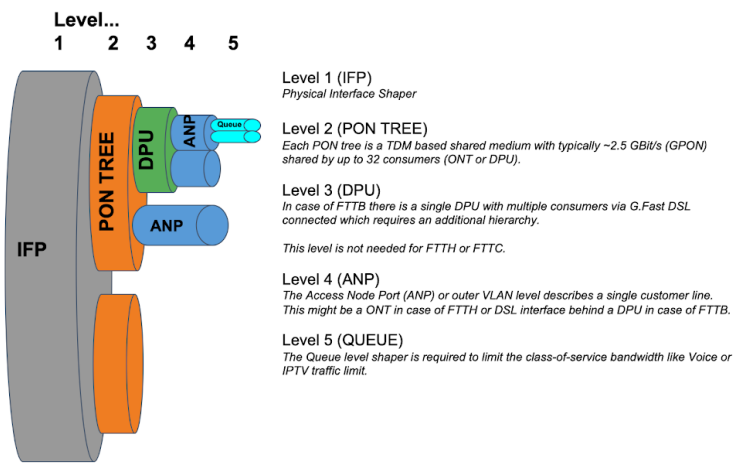 Level...
1 2 3 4 5
IFP
PON TREE
DPU
ANP
Queue
ANP
Level 1 (IFP)
Physical Interface Shaper
Level 2 (PON TREE)
Each PON tree is a TDM based shared medium with typically ~2.5 GBit/s (GPON)
shared by up to 32 consumers (ONT or DPU).
Level 3 (DPU)
In case of FTTB there is a single DPU with multiple consumers via G.Fast DSL
connected which requires an additional hierarchy.
This level is not needed for FTTH or FTTC.
Level 4 (ANP)
The Access Node Port (ANP) or outer VLAN level describes a single customer line.
This might be a ONT in case of FTTH or DSL interface behind a DPU in case of FTTB.
Level 5 (QUEUE)
The Queue level shaper is required to limit the class-of-service bandwidth like Voice or
IPTV traffic limit.